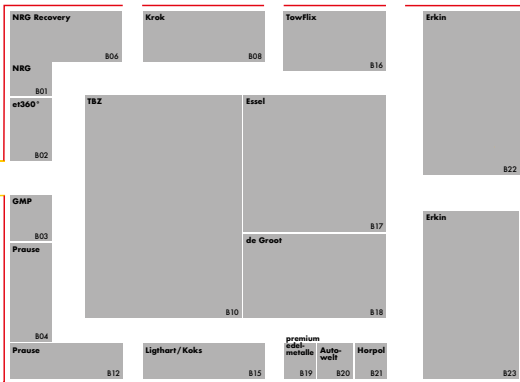 NRG Recovery
B06
Krok
B08
TowFlix
B16
Erkin
B22
NRG
B01
et360°
B02
TBZ
B10
Essel
B17
GMP
B03
de Groot
B18
Erkin
B23
Prause
B04
Prause
B12
Ligthart/Koks
B15
premium
edel-
metalle
B19
Auto-
welt
B20
Horpol
B21